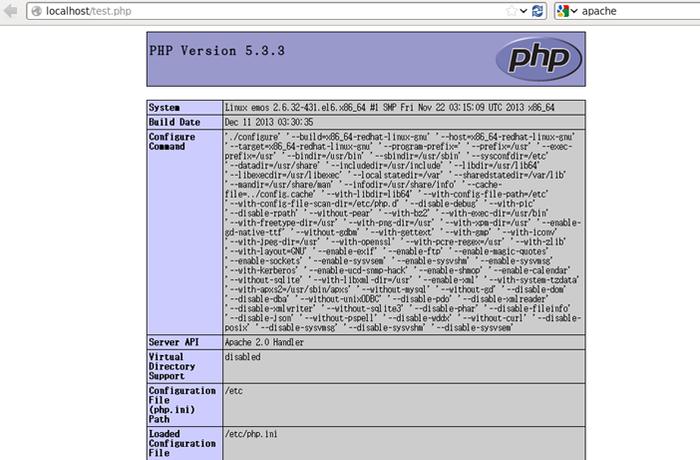 localhost/test.php
apache
PHP Version 5.3.3
php
System
Linux emos 2.6.32-431.el6.x86_64 #1 SMP Fri Nov 22 03:15:09 UTC 2013 x86_64
Build Date
Dec 11 2013 03:30:35
Configure
Command
'./configure' '--build=x86_64-redhat-linux-gnu' '--host=x86_64-redhat-linux-gnu'
'--target=x86_64-redhat-linux-gnu' '--program-prefix=' '--prefix=/usr' '--exec-
prefix=/usr' '--bindir=/usr/bin' '--sbindir=/usr/sbin' '--sysconfdir=/etc'
'--datadir=/usr/share' '--includedir=/usr/include' '--libdir=/usr/lib64'
'--libexecdir=/usr/libexec' '--localstatedir=/var' '--sharedstatedir=/var/lib'
'--mandir=/usr/share/man' '--infodir=/usr/share/info' '--cache-
file=../config.cache' '--with-libdir=lib64' '--with-config-file-path=/etc'
'--with-config-file-scan-dir=/etc/php.d' '--disable-debug' '--with-pic'
'--disable-rpath' '--without-pear' '--with-bz2' '--with-exec-dir=/usr/bin'
'--with-freetype-dir=/usr' '--with-png-dir=/usr' '--with-xpm-dir=/usr' '--enable-
gd-native-ttf' '--without-gdbm' '--with-gettext' '--with-gmp' '--with-iconv'
'--with-jpeg-dir=/usr' '--with-openssl' '--with-pcre-regex=/usr' '--with-zlib'
'--with-layout=GNU' '--enable-exif' '--enable-ftp' '--enable-magic-quotes'
'--enable-sockets' '--enable-sysvsem' '--enable-sysvshm' '--enable-sysvmsg'
'--with-kerberos' '--enable-ucd-snmp-hack' '--enable-shmop' '--enable-calendar'
'--without-sqlite' '--with-libxml-dir=/usr' '--enable-xml' '--with-system-tzdata'
'--with-apxs2=/usr/sbin/apxs' '--without-mysql' '--without-gd' '--disable-dom'
'--disable-dba' '--without-unixODBC' '--disable-pdo' '--disable-xmlreader'
'--disable-xmlwriter' '--without-sqlite3' '--disable-phar' '--disable-fileinfo'
'--disable-json' '--without-pspell' '--disable-wddx' '--without-curl' '--disable-
posix' '--disable-sysvmsg' '--disable-sysvshm' '--disable-sysvsem'
Server API
Apache 2.0 Handler
Virtual
Directory
Support
disabled
Configuration
File
(php.ini)
Path
/etc
Loaded
Configuration
File
/etc/php.ini